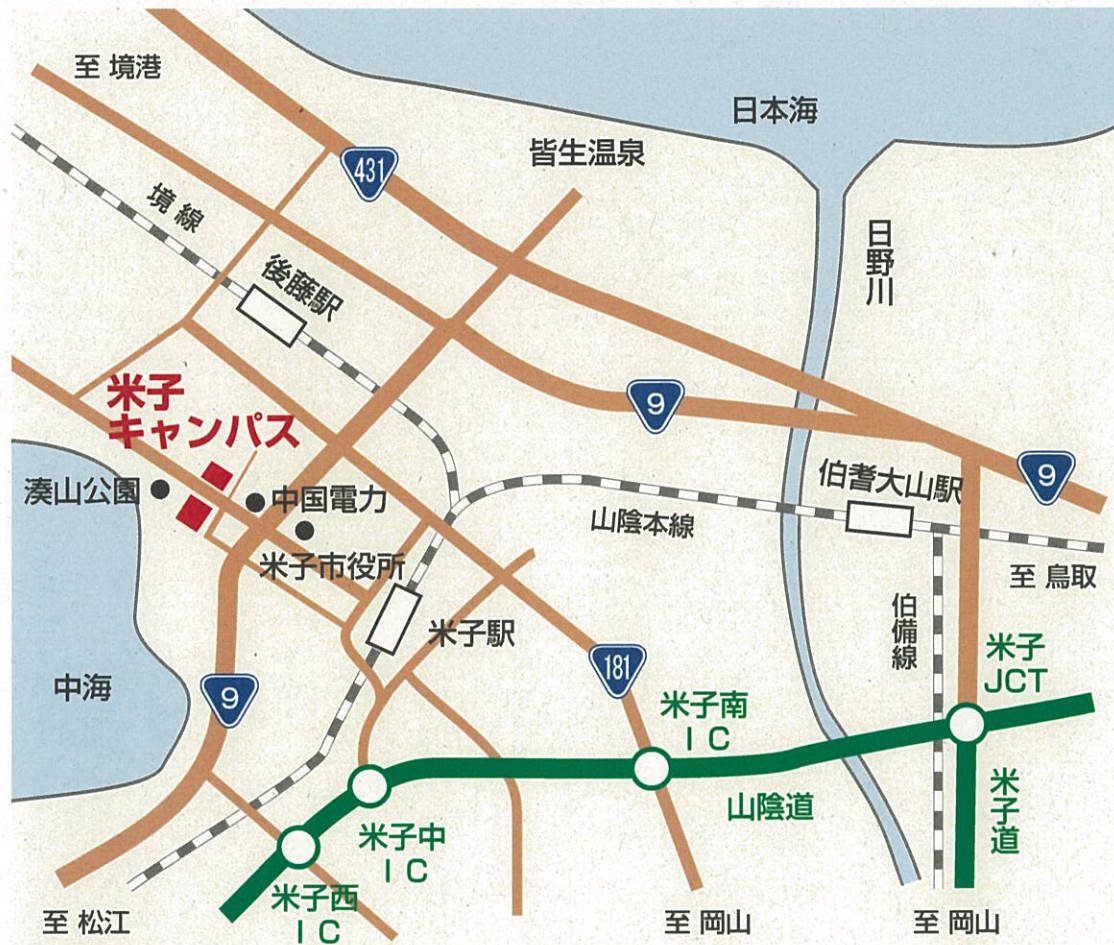 至 境港
日本海
皆生温泉
431
境線
日野川
後藤駅
米子
キャンパス
9
9
湊山公園
中国電力
伯耆大山駅
山陰本線
米子市役所
至 鳥取
米子駅
伯備線
中海
9
181
米子
JCT
米子南
IC
山陰道
米子道
米子中
IC
米子西
IC
至 松江
至 岡山
至 岡山